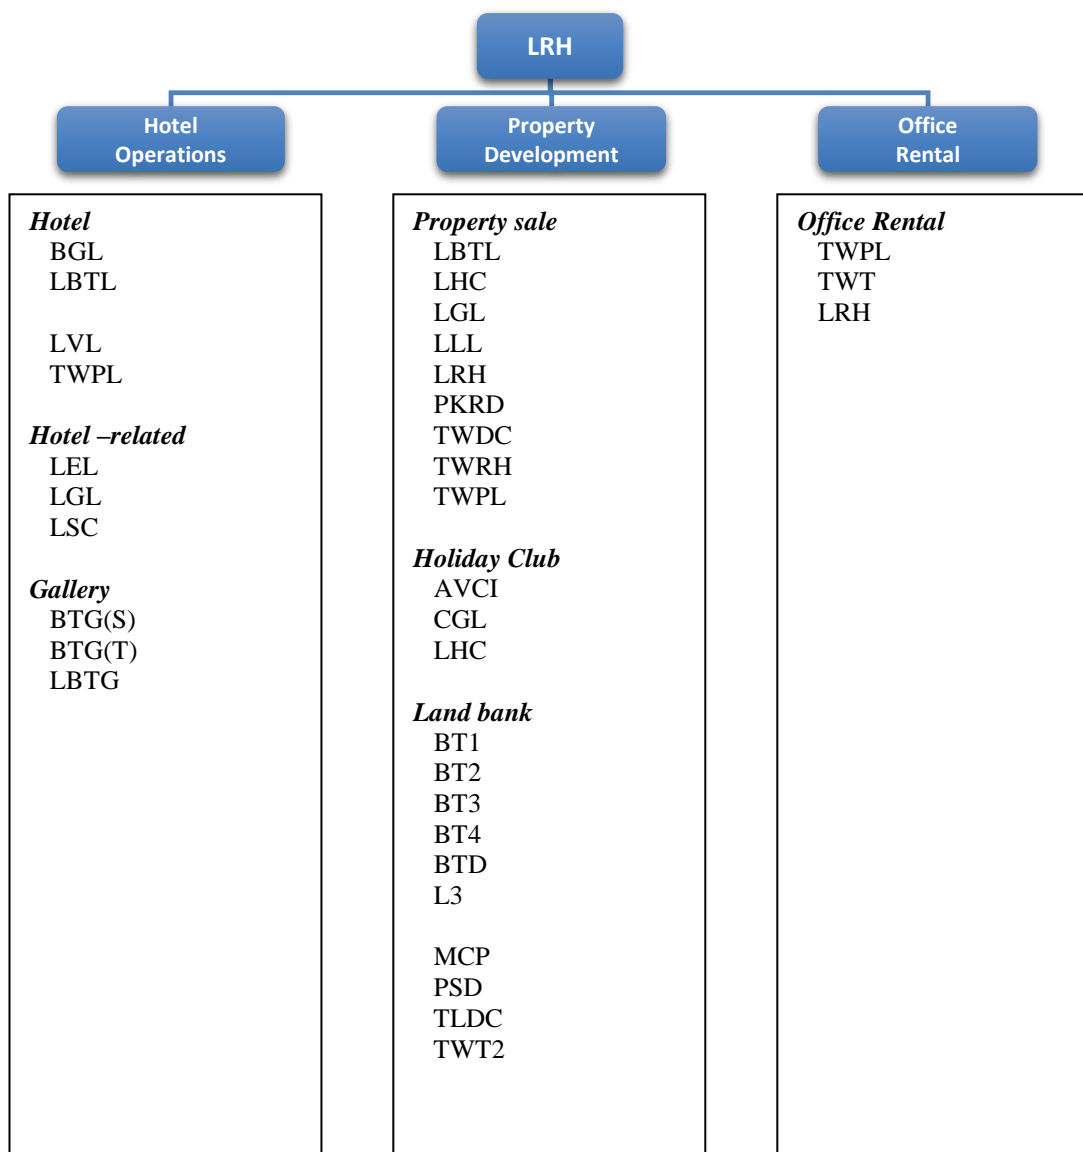 LRH
Hotel
Operations
Property
Development
Office
Rental
Hotel
BGL
LBTL
LVL
TWPL
Hotel –related
LEL
LGL
LSC
Gallery
BTG(S)
BTG(T)
LBTG
Property sale
LBTL
LHC
LGL
LLL
LRH
PKRD
TWDC
TWRH
TWPL
Holiday Club
AVCI
CGL
LHC
Land bank
BT1
BT2
BT3
BT4
BTD
L3
MCP
PSD
TLDC
TWT2
Office Rental
TWPL
TWT
LRH